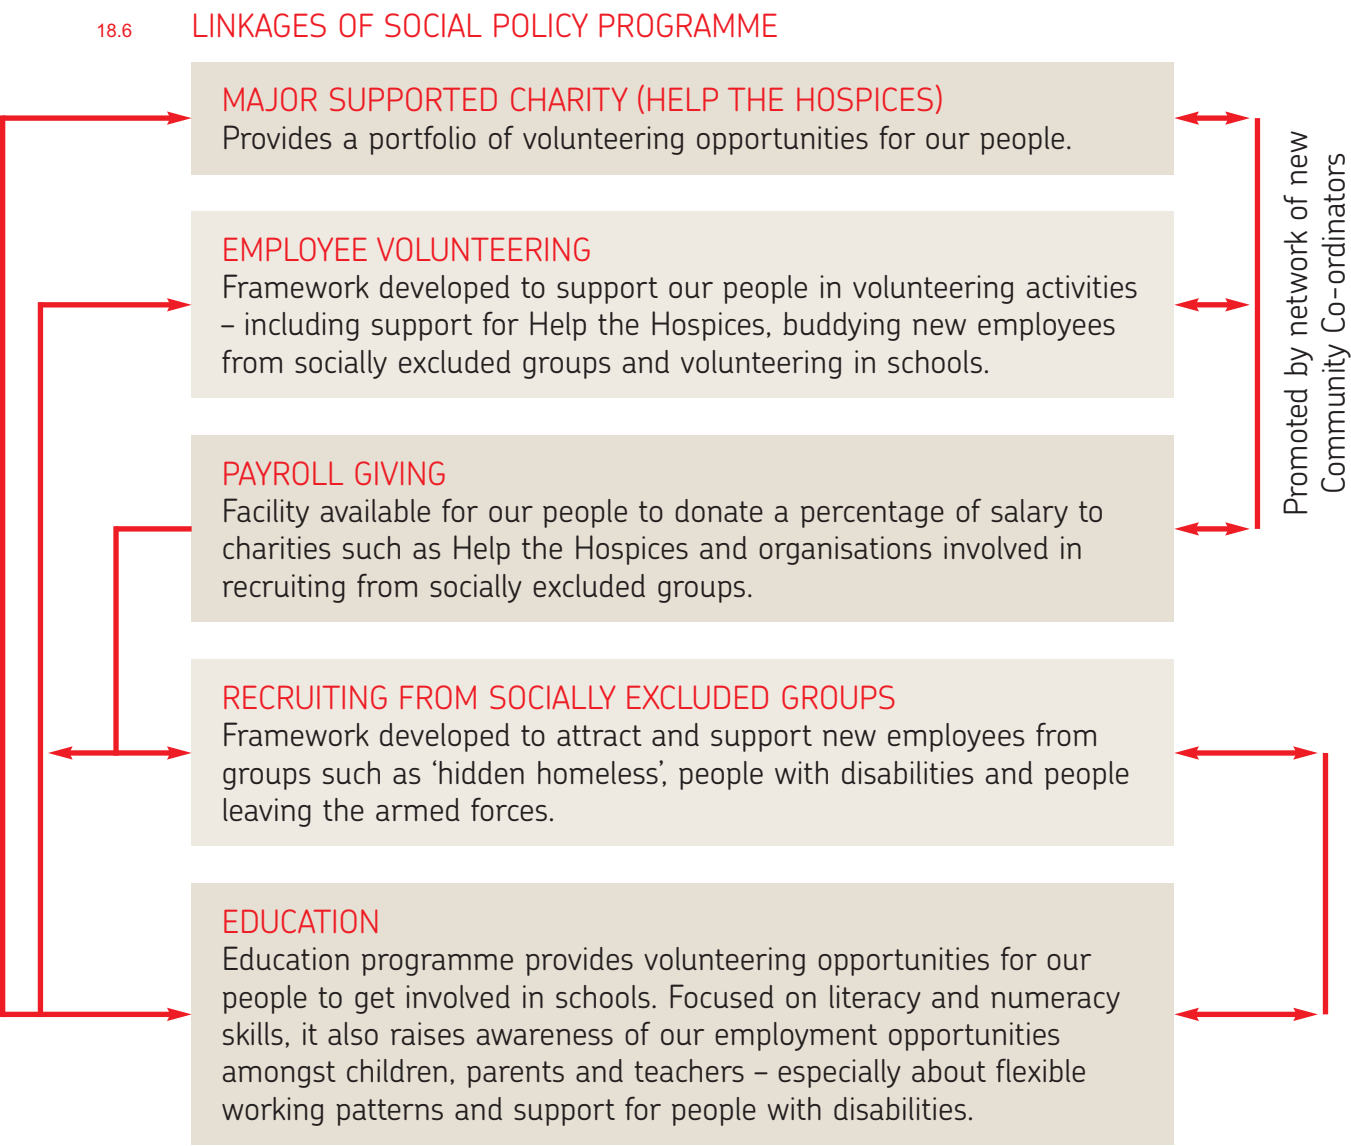 18.6 LINKAGES OF SOCIAL POLICY PROGRAMME
MAJOR SUPPORTED CHARITY (HELP THE HOSPICES)
Provides a portfolio of volunteering opportunities for our people.
EMPLOYEE VOLUNTEERING
Framework developed to support our people in volunteering activities
– including support for Help the Hospices, buddying new employees
from socially excluded groups and volunteering in schools.
PAYROLL GIVING
Facility available for our people to donate a percentage of salary to
charities such as Help the Hospices and organisations involved in
recruiting from socially excluded groups.
Promoted by network of new
Community Co-ordinators
RECRUITING FROM SOCIALLY EXCLUDED GROUPS
Framework developed to attract and support new employees from
groups such as ‘hidden homeless’, people with disabilities and people
leaving the armed forces.
EDUCATION
Education programme provides volunteering opportunities for our
people to get involved in schools. Focused on literacy and numeracy
skills, it also raises awareness of our employment opportunities
amongst children, parents and teachers – especially about flexible
working patterns and support for people with disabilities.